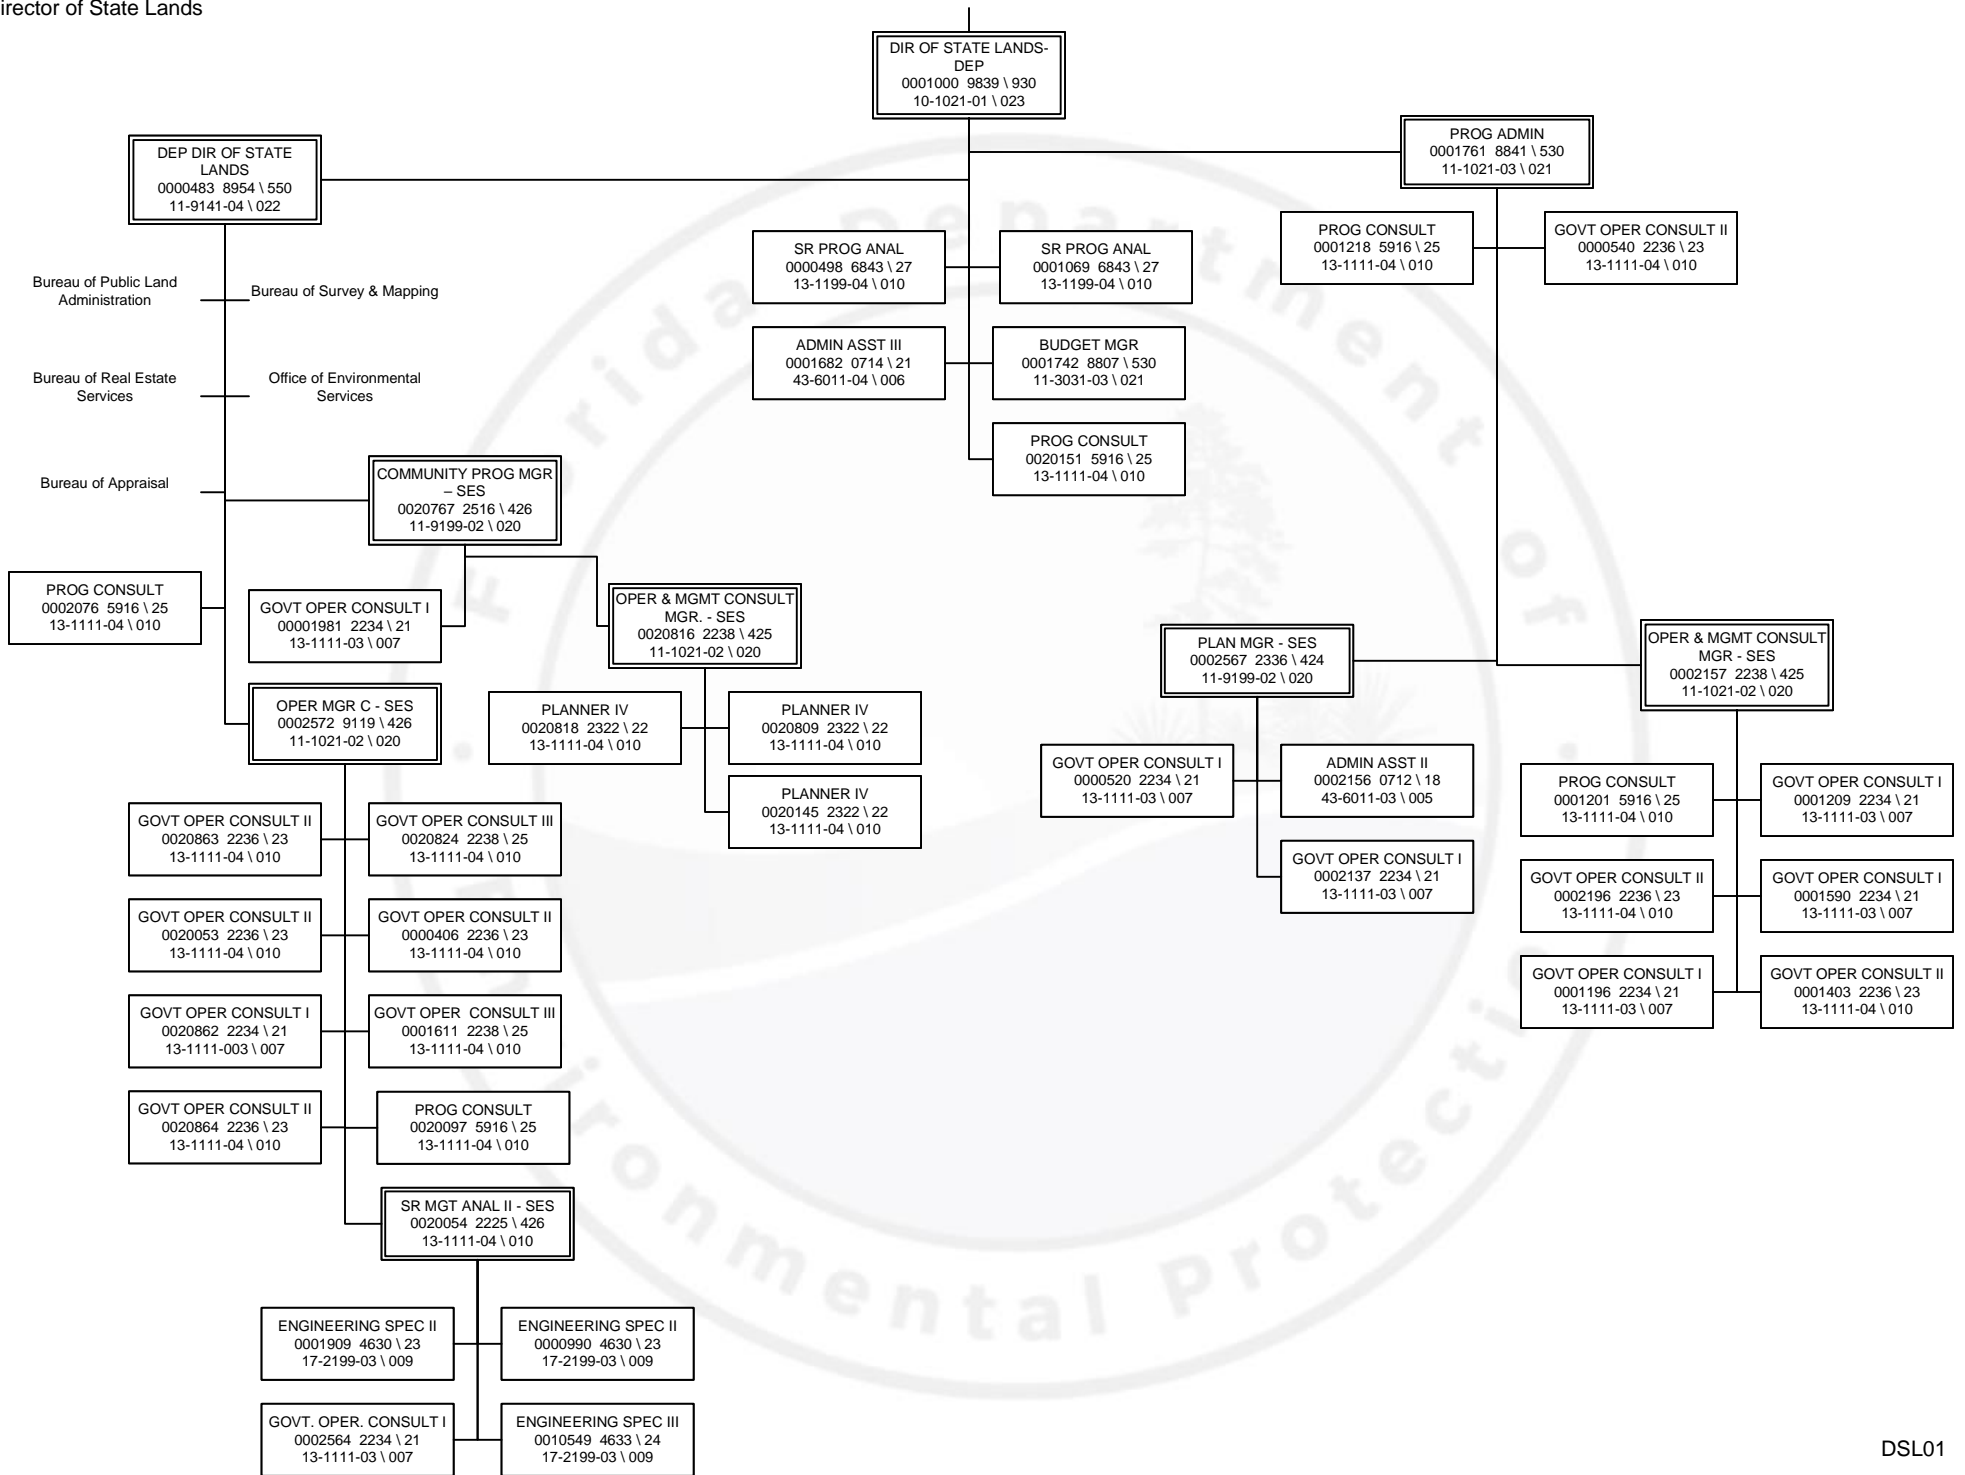 irector of State Lands
DIR OF STATE LANDS-
DEP
0001000 9839 \ 930
10-1021-01 \ 023
DEP DIR OF STATE
LANDS
0000483 8954 \ 550
11-9141-04 \ 022
PROG ADMIN
0001761 8841 \ 530
11-1021-03 \ 021
PROG CONSULT
0001218 5916 \ 25
13-1111-04 \ 010
GOVT OPER CONSULT II
0000540 2236 \ 23
13-1111-04 \ 010
SR PROG ANAL
0000498 6843 \ 27
13-1199-04 \ 010
SR PROG ANAL
0001069 6843 \ 27
13-1199-04 \ 010
ADMIN ASST III
0001682 0714 \ 21
43-6011-04 \ 006
BUDGET MGR
0001742 8807 \ 530
11-3031-03 \ 021
PROG CONSULT
0020151 5916 \ 25
13-1111-04 \ 010
Bureau of Public Land
Administration
Bureau of Survey & Mapping
Bureau of Real Estate
Services
Office of Environmental
Services
Bureau of Appraisal
COMMUNITY PROG MGR
– SES
0020767 2516 \ 426
11-9199-02 \ 020
PROG CONSULT
0002076 5916 \ 25
13-1111-04 \ 010
GOVT OPER CONSULT I
00001981 2234 \ 21
13-1111-03 \ 007
OPER & MGMT CONSULT
MGR. - SES
0020816 2238 \ 425
11-1021-02 \ 020
OPER MGR C - SES
0002572 9119 \ 426
11-1021-02 \ 020
PLANNER IV
0020818 2322 \ 22
13-1111-04 \ 010
PLANNER IV
0020809 2322 \ 22
13-1111-04 \ 010
PLANNER IV
0020145 2322 \ 22
13-1111-04 \ 010
GOVT OPER CONSULT II
0020863 2236 \ 23
13-1111-04 \ 010
GOVT OPER CONSULT III
0020824 2238 \ 25
13-1111-04 \ 010
GOVT OPER CONSULT II
0020053 2236 \ 23
13-1111-04 \ 010
GOVT OPER CONSULT II
0000406 2236 \ 23
13-1111-04 \ 010
GOVT OPER CONSULT I
0020862 2234 \ 21
13-1111-003 \ 007
GOVT OPER CONSULT III
0001611 2238 \ 25
13-1111-04 \ 010
GOVT OPER CONSULT II
0020864 2236 \ 23
13-1111-04 \ 010
PROG CONSULT
0020097 5916 \ 25
13-1111-04 \ 010
SR MGT ANAL II - SES
0020054 2225 \ 426
13-1111-04 \ 010
ENGINEERING SPEC II
0001909 4630 \ 23
17-2199-03 \ 009
ENGINEERING SPEC II
0000990 4630 \ 23
17-2199-03 \ 009
GOVT. OPER. CONSULT I
0002564 2234 \ 21
13-1111-03 \ 007
ENGINEERING SPEC III
0010549 4633 \ 24
17-2199-03 \ 009
PLAN MGR - SES
0002567 2336 \ 424
11-9199-02 \ 020
GOVT OPER CONSULT I
0000520 2234 \ 21
13-1111-03 \ 007
ADMIN ASST II
0002156 0712 \ 18
43-6011-03 \ 005
GOVT OPER CONSULT I
0002137 2234 \ 21
13-1111-03 \ 007
OPER & MGMT CONSULT
MGR - SES
0002157 2238 \ 425
11-1021-02 \ 020
PROG CONSULT
0001201 5916 \ 25
13-1111-04 \ 010
GOVT OPER CONSULT I
0001209 2234 \ 21
13-1111-03 \ 007
GOVT OPER CONSULT II
0002196 2236 \ 23
13-1111-04 \ 010
GOVT OPER CONSULT I
0001590 2234 \ 21
13-1111-03 \ 007
GOVT OPER CONSULT I
0001196 2234 \ 21
13-1111-03 \ 007
GOVT OPER CONSULT II
0001403 2236 \ 23
13-1111-04 \ 010
Florida Department of
Environmental Protection
DSL01